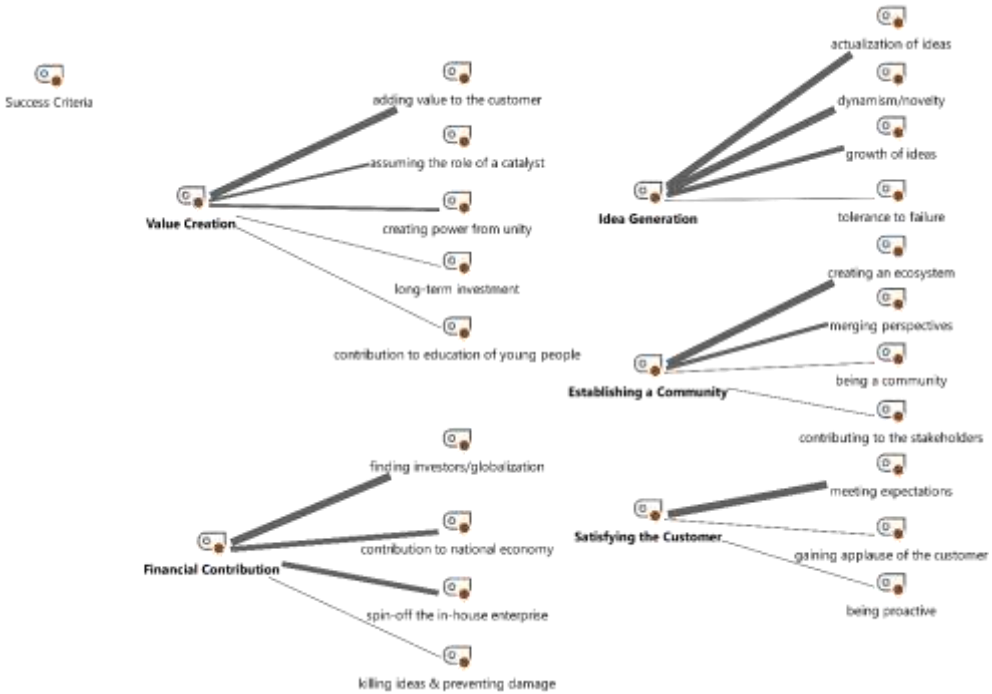 Success Criteria
Value Creation
adding value to the customer
assuming the role of a catalyst
creating power from unity
long-term investment
contribution to education of young people
Financial Contribution
finding investors/globalization
contribution to national economy
spin-off the in-house enterprise
killing ideas & preventing damage
Idea Generation
actualization of ideas
dynamism/novelty
growth of ideas
tolerance to failure
Establishing a Community
creating an ecosystem
merging perspectives
being a community
contributing to the stakeholders
Satisfying the Customer
meeting expectations
gaining applause of the customer
being proactive